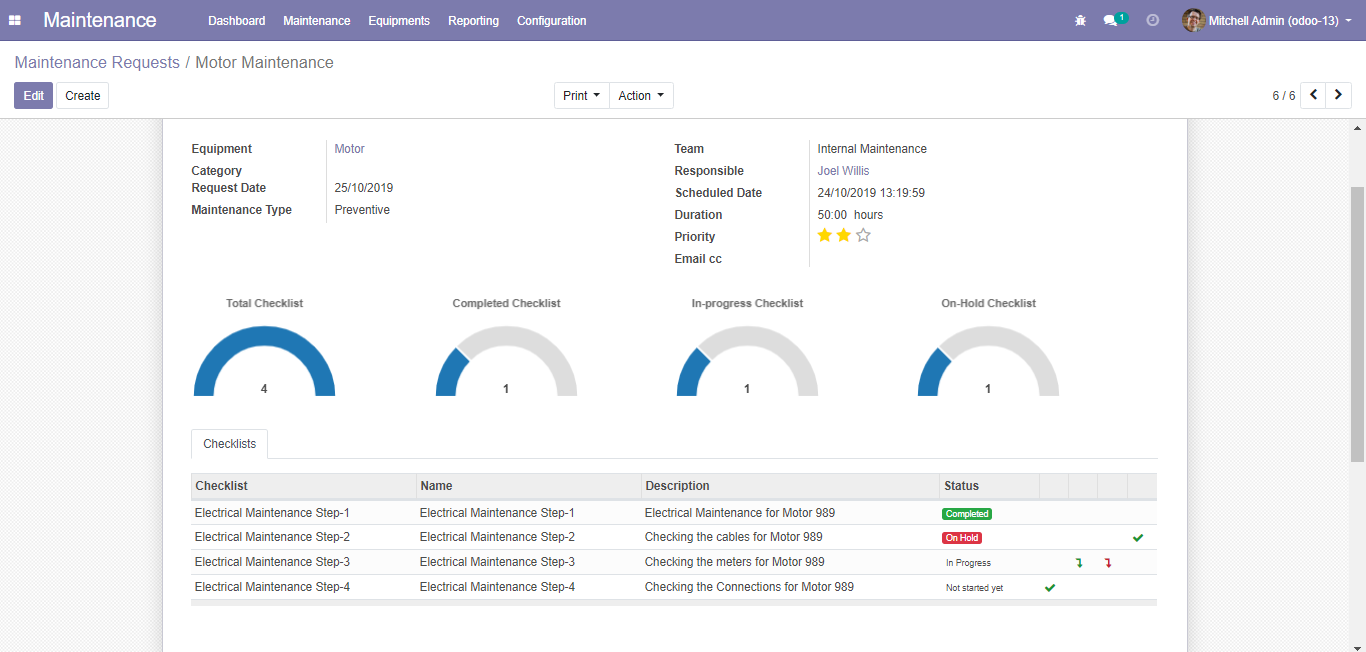 Maintenance Dashboard Maintenance Equipments Reporting Configuration 1 Mitchell Admin (odoo-13)
Maintenance Requests / Motor Maintenance
Edit Create Print Action 6 / 6
Equipment Motor Team Internal Maintenance
Category Responsible Joel Willis
Request Date 25/10/2019 Scheduled Date 24/10/2019 13:19:59
Maintenance Type Preventive Duration 50:00 hours
Priority
Email cc
Total Checklist Completed Checklist In-progress Checklist On-Hold Checklist
4 1 1 1
Checklists
Checklist Name Description Status
Electrical Maintenance Step-1 Electrical Maintenance Step-1 Electrical Maintenance for Motor 989 Completed
Electrical Maintenance Step-2 Electrical Maintenance Step-2 Checking the cables for Motor 989 On Hold
Electrical Maintenance Step-3 Electrical Maintenance Step-3 Checking the meters for Motor 989 In Progress
Electrical Maintenance Step-4 Electrical Maintenance Step-4 Checking the Connections for Motor 989 Not started yet